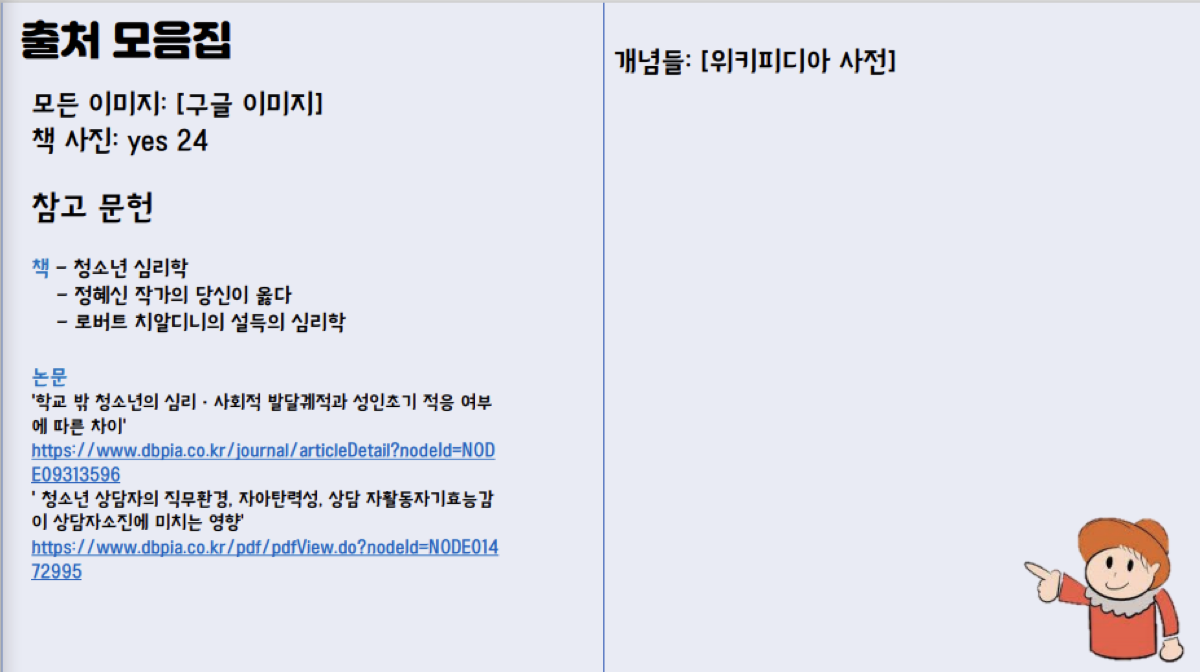 출처 모음집
모든 이미지: [구글 이미지]
책 사진: yes 24
참고 문헌
책 - 청소년 심리학
- 정혜신 작가의 당신이 옳다
- 로버트 치알디니의 설득의 심리학
논문
'학교 밖 청소년의 심리 · 사회적 발달궤적과 성인초기 적응 여부
에 따른 차이'
https://www.dbpia.co.kr/journal/articleDetail?nodeId=NOD
E09313596
' 청소년 상담자의 직무환경, 자아탄력성, 상담 자활동자기효능감
이 상담자소진에 미치는 영향'
https://www.dbpia.co.kr/pdf/pdfView.do?nodeId=NODE014
72995
개념들: [위키피디아 사전]